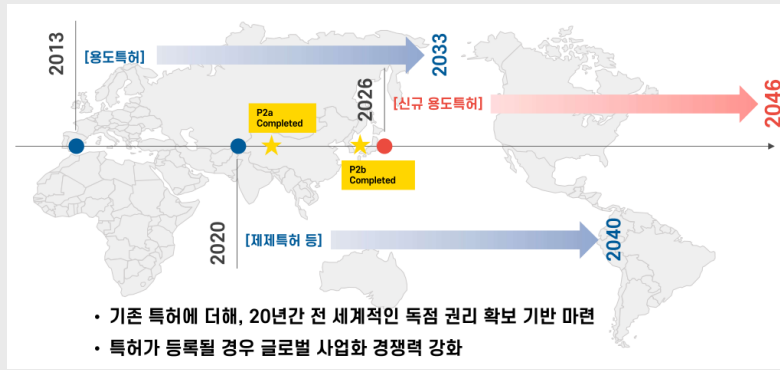 2013
[용도특허]
2033
2026
[신규 용도특허]
2046
P2a
Completed
P2b
Completed
2020
[제제특허 등]
2040
• 기존 특허에 더해, 20년간 전 세계적인 독점 권리 확보 기반 마련
• 특허가 등록될 경우 글로벌 사업화 경쟁력 강화